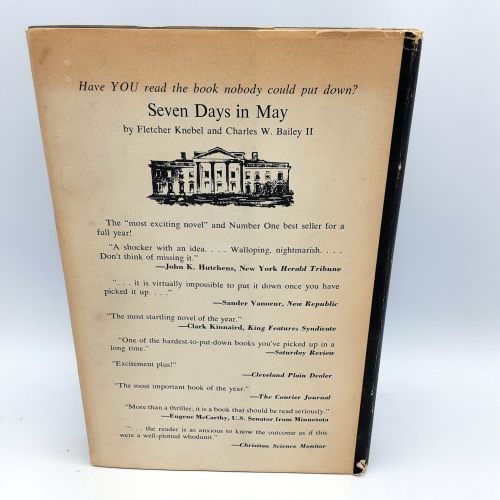 Have YOU read the book nobody could put down?
Seven Days in May
by Fletcher Knebel and Charles W. Bailey II
The "most exciting novel" and Number One best seller for a
full year!
"A shocker with an idea. . . . Walloping, nightmarish. . . .
Don't think of missing it."
—John K. Hutchens, New York Herald Tribune
". . . it is virtually impossible to put it down once you have
picked it up. . . ."
—Sander Vanocur, New Republic
"The most startling novel of the year."
—Clark Kinnaird, King Features Syndicate
"One of the hardest-to-put-down books you've picked up in a
long time."
—Saturday Review
"Excitement plus!"
—Cleveland Plain Dealer
"The most important book of the year."
—The Courier Journal
"More than a thriller; it is a book that should be read seriously."
—Eugene McCarthy, U.S. Senator from Minnesota
". . . the reader is as anxious to know the outcome as if this
were a well-plotted whodunit."
—Christian Science Monitor